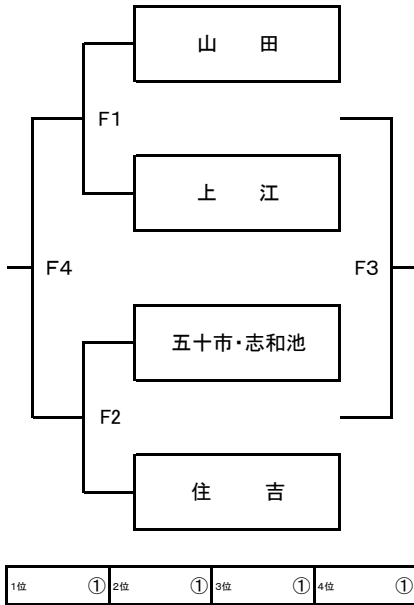 山 田
F1
上 江
F4 F3
五十市・志和池
F2
住 吉
1位 ① 2位 ① 3位 ① 4位 ①